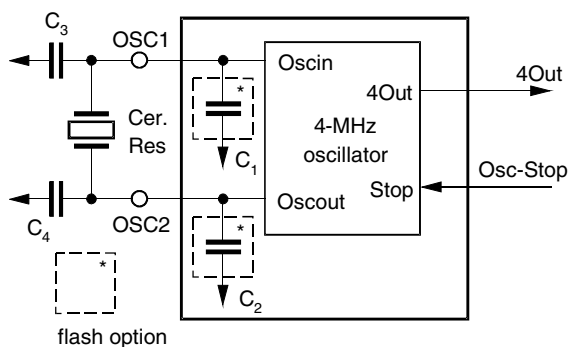 C3
OSC1
Oscin
*
4Out
4Out
Cer.
Res
4-MHz
oscillator
C1
Osc-Stop
Stop
Oscout
C4
OSC2
*
*
C2
flash option